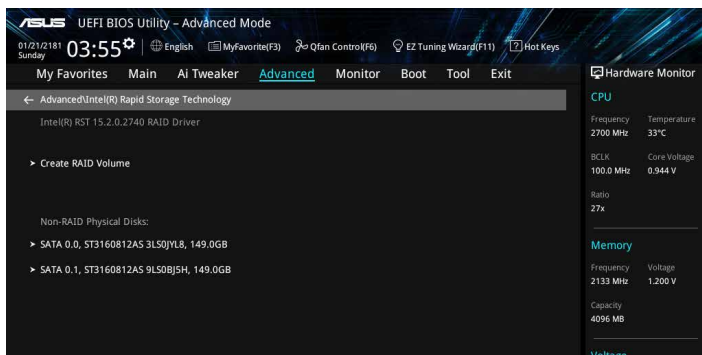 ASUS UEFI BIOS Utility – Advanced Mode
01/21/2181 Sunday 03:55 English MyFavorite(F3) Qfan Control(F6) EZ Tuning Wizard(F11) ? Hot Keys
My Favorites Main Ai Tweaker Advanced Monitor Boot Tool Exit
← Advanced\Intel(R) Rapid Storage Technology
Intel(R) RST 15.2.0.2740 RAID Driver
> Create RAID Volume
Non-RAID Physical Disks:
> SATA 0.0, ST3160812AS 3LS0JYL8, 149.0GB
> SATA 0.1, ST3160812AS 9LS0BJ5H, 149.0GB
Hardware Monitor
CPU
Frequency Temperature
2700 MHz 33°C
BCLK Core Voltage
100.0 MHz 0.944 V
Ratio
27x
Memory
Frequency Voltage
2133 MHz 1.200 V
Capacity
4096 MB
Voltage